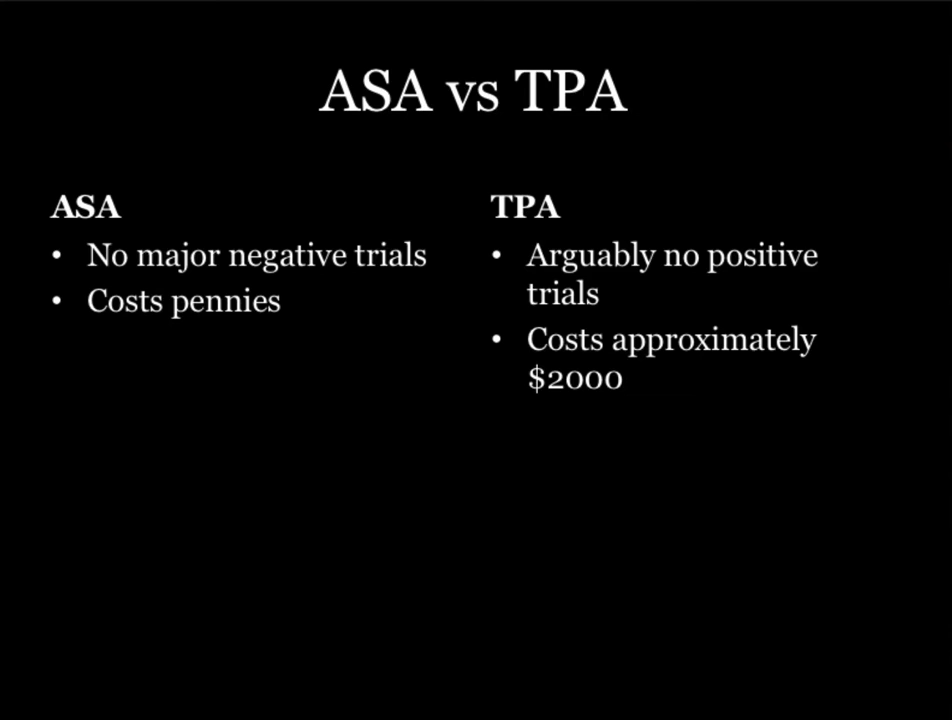 ASA vs TPA
ASA
• No major negative trials
• Costs pennies
TPA
• Arguably no positive
trials
• Costs approximately
$2000